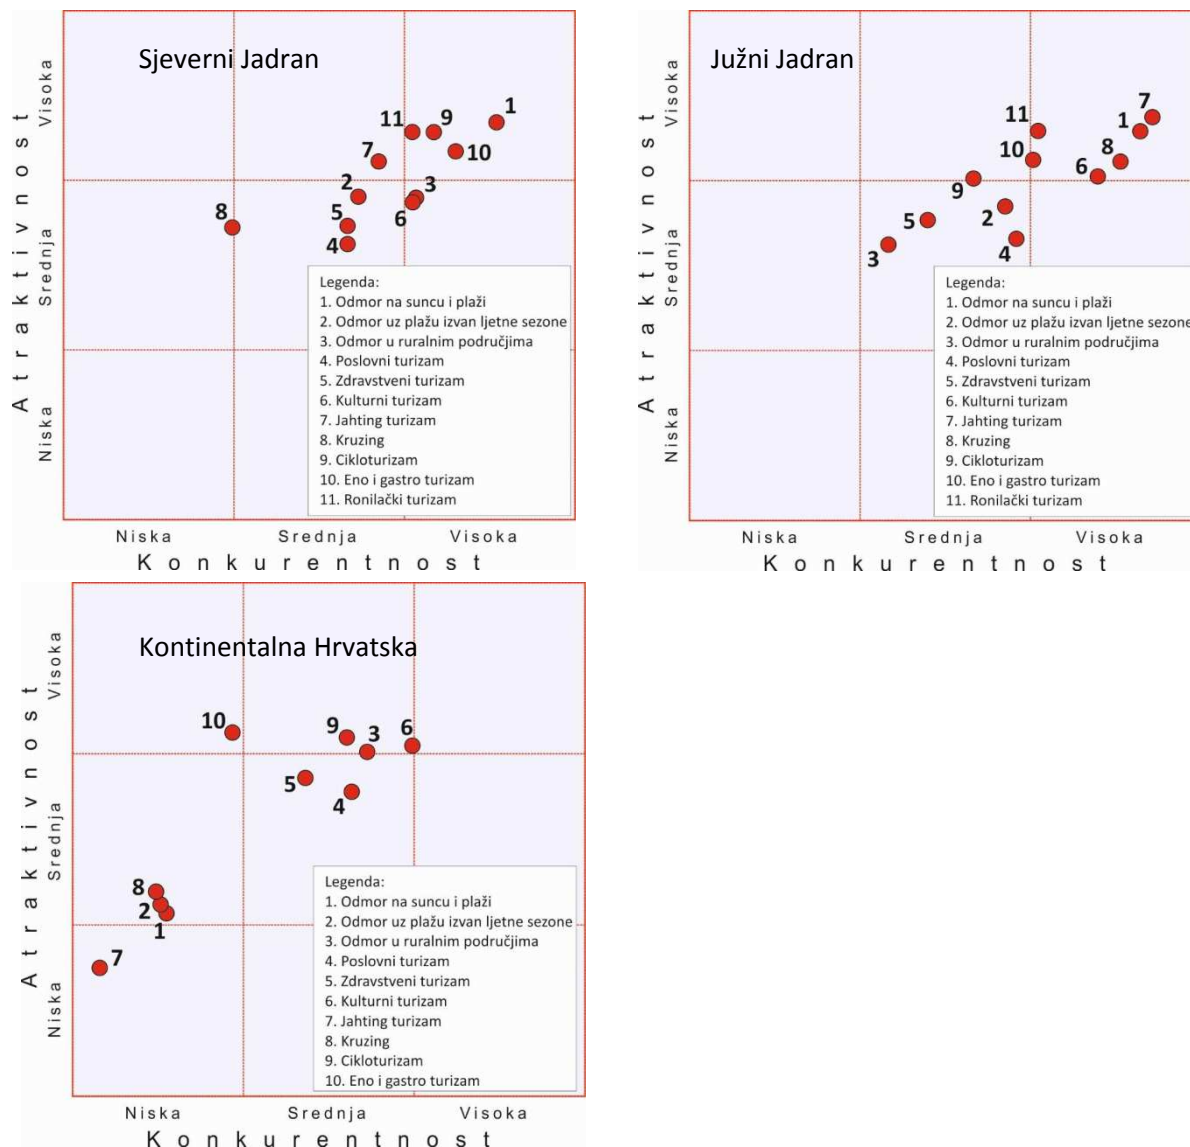 Sjeverni Jadran
Atraktivnost
Visoka
Srednja
Niska
1
11
9
10
7
2
3
6
8
5
4
Legenda:
1. Odmor na suncu i plaži
2. Odmor uz plažu izvan ljetne sezone
3. Odmor u ruralnim područjima
4. Poslovni turizam
5. Zdravstveni turizam
6. Kulturni turizam
7. Jahting turizam
8. Kruzing
9. Cikloturizam
10. Eno i gastro turizam
11. Ronilački turizam
Niska Srednja Visoka
Konkurentnost
Južni Jadran
Atraktivnost
Visoka
Srednja
Niska
7
11
1
10
8
6
9
2
5
4
3
Legenda:
1. Odmor na suncu i plaži
2. Odmor uz plažu izvan ljetne sezone
3. Odmor u ruralnim područjima
4. Poslovni turizam
5. Zdravstveni turizam
6. Kulturni turizam
7. Jahting turizam
8. Kruzing
9. Cikloturizam
10. Eno i gastro turizam
11. Ronilački turizam
Niska Srednja Visoka
Konkurentnost
Kontinentalna Hrvatska
Atraktivnost
Visoka
Srednja
Niska
10
9
3
6
5
4
8
2
1
7
Legenda:
1. Odmor na suncu i plaži
2. Odmor uz plažu izvan ljetne sezone
3. Odmor u ruralnim područjima
4. Poslovni turizam
5. Zdravstveni turizam
6. Kulturni turizam
7. Jahting turizam
8. Kruzing
9. Cikloturizam
10. Eno i gastro turizam
Niska Srednja Visoka
Konkurentnost